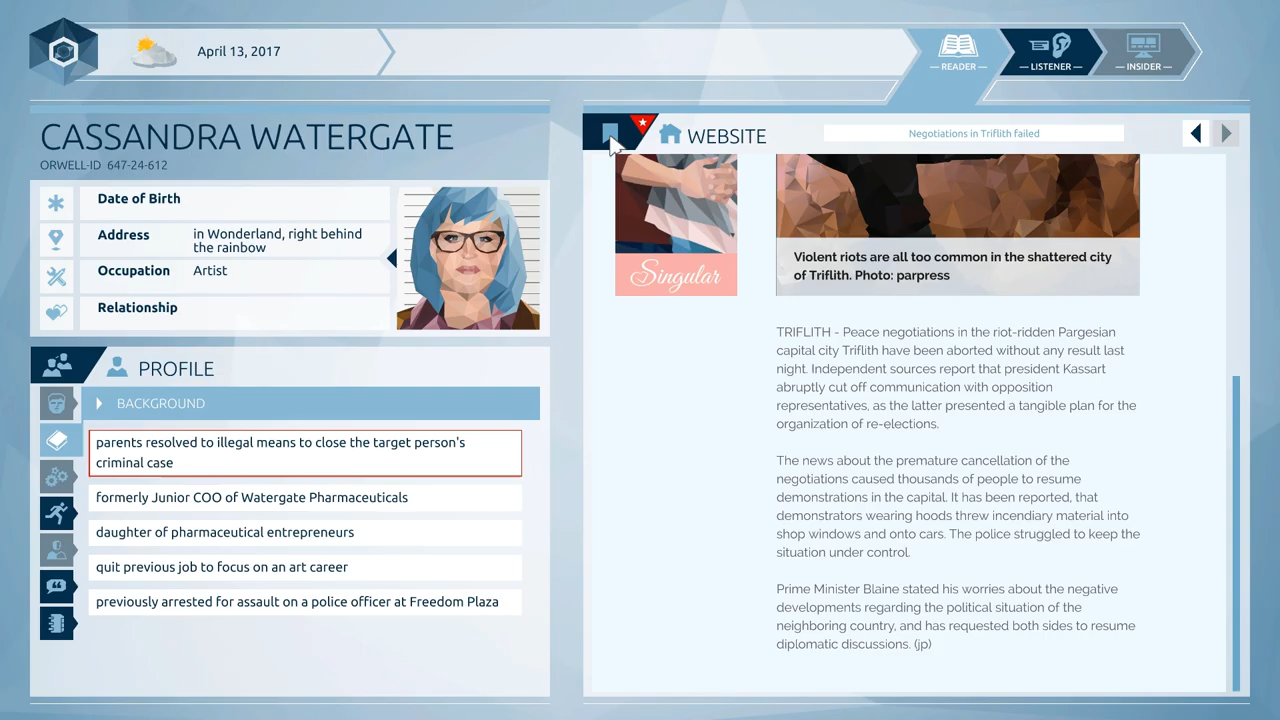 April 13, 2017
— READER —
— LISTENER —
— INSIDER —
CASSANDRA WATERGATE
ORWELL-ID 647-24-612
Date of Birth
Address in Wonderland, right behind
the rainbow
Occupation Artist
Relationship
PROFILE
BACKGROUND
parents resolved to illegal means to close the target person's
criminal case
formerly Junior COO of Watergate Pharmaceuticals
daughter of pharmaceutical entrepreneurs
quit previous job to focus on an art career
previously arrested for assault on a police officer at Freedom Plaza
WEBSITE
Negotiations in Triflith failed
Singular
Violent riots are all too common in the shattered city
of Triflith. Photo: parpress
TRIFLITH - Peace negotiations in the riot-ridden Pargesian
capital city Triflith have been aborted without any result last
night. Independent sources report that president Kassart
abruptly cut off communication with opposition
representatives, as the latter presented a tangible plan for the
organization of re-elections.
The news about the premature cancellation of the
negotiations caused thousands of people to resume
demonstrations in the capital. It has been reported, that
demonstrators wearing hoods threw incendiary material into
shop windows and onto cars. The police struggled to keep the
situation under control.
Prime Minister Blaine stated his worries about the negative
developments regarding the political situation of the
neighboring country, and has requested both sides to resume
diplomatic discussions. (jp)